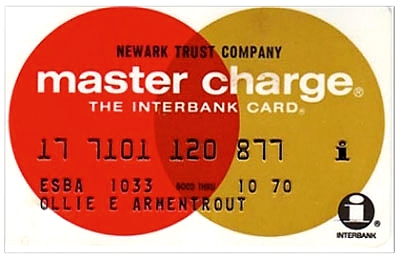 NEWARK TRUST COMPANY
master charge®
THE INTERBANK CARD®
17 7101 120 877 i
ESBA 1033 GOOD THRU 10 70
OLLIE E ARMENTROUT
i ®
INTERBANK